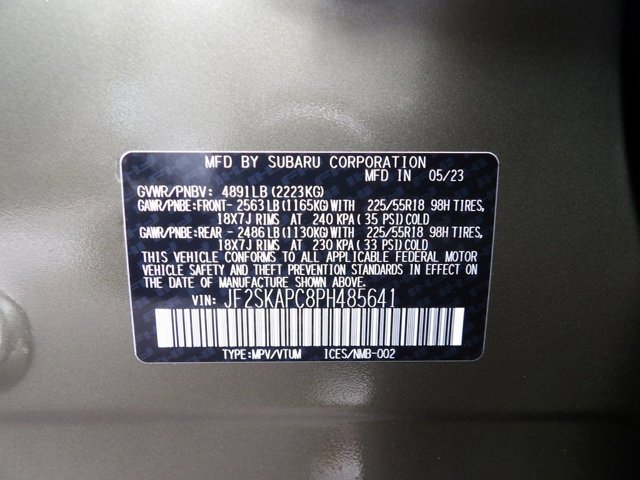 MFD BY SUBARU CORPORATION
MFD IN 05/23
GVWR/PNBV: 4891LB(2223KG)
GAWR/PNBE:FRONT-2563LB(1165KG)WITH 225/55R18 98H TIRES,
18X7J RIMS AT 240 KPA(35 PSI)COLD
GAWR/PNBE:REAR -2486LB(1130KG)WITH 225/55R18 98H TIRES,
18X7J RIMS AT 230 KPA(33 PSI)COLD
THIS VEHICLE CONFORMS TO ALL APPLICABLE FEDERAL MOTOR
VEHICLE SAFETY AND THEFT PREVENTION STANDARDS IN EFFECT
ON THE DATE OF MANUFACTURE SHOWN ABOVE.
VIN: JF2SKAPC8PH485641
TYPE:MPV/VTUM ICES/NMB-002